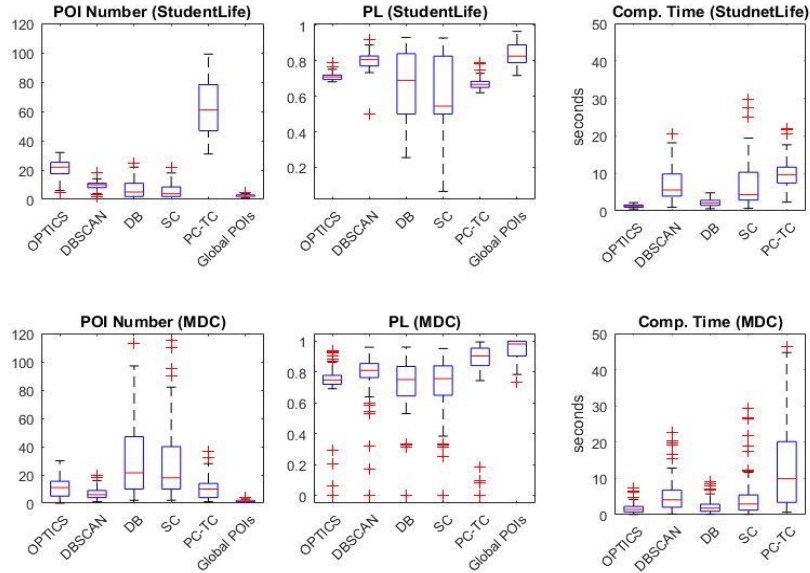 POI Number (StudentLife)
PL (StudentLife)
Comp. Time (StudnetLife)
120
100
80
60
40
20
0
1
0.8
0.6
0.4
0.2
seconds
50
40
30
20
10
0
OPTICS
DBSCAN
DB
SC
PC-TC
Global POIs
OPTICS
DBSCAN
DB
SC
PC-TC
Global POIs
OPTICS
DBSCAN
DB
SC
PC-TC
POI Number (MDC)
PL (MDC)
Comp. Time (MDC)
120
100
80
60
40
20
0
1
0.8
0.6
0.4
0.2
0
seconds
50
40
30
20
10
0
OPTICS
DBSCAN
DB
SC
PC-TC
Global POIs
OPTICS
DBSCAN
DB
SC
PC-TC
Global POIs
OPTICS
DBSCAN
DB
SC
PC-TC